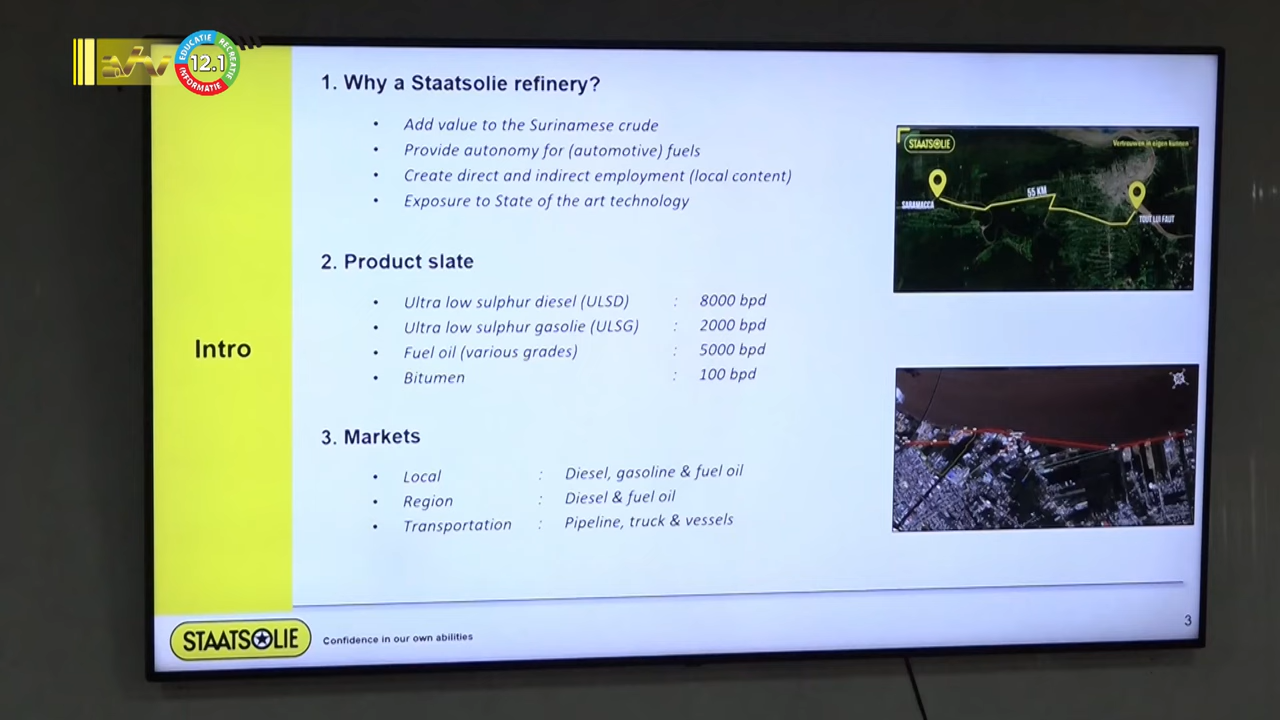 EDUCATIE
RECREATIE
INFORMATIE
12.1
1. Why a Staatsolie refinery?
• Add value to the Surinamese crude
• Provide autonomy for (automotive) fuels
• Create direct and indirect employment (local content)
• Exposure to State of the art technology
2. Product slate
• Ultra low sulphur diesel (ULSD) : 8000 bpd
• Ultra low sulphur gasolie (ULSG) : 2000 bpd
• Fuel oil (various grades) : 5000 bpd
• Bitumen : 100 bpd
3. Markets
• Local : Diesel, gasoline & fuel oil
• Region : Diesel & fuel oil
• Transportation : Pipeline, truck & vessels
Intro
STAATSOLIE
Vertrouwen in eigen kunnen
SARAMACCA
55 KM
TOUT LUI FAUT
STAATSOLIE
Confidence in our own abilities
3